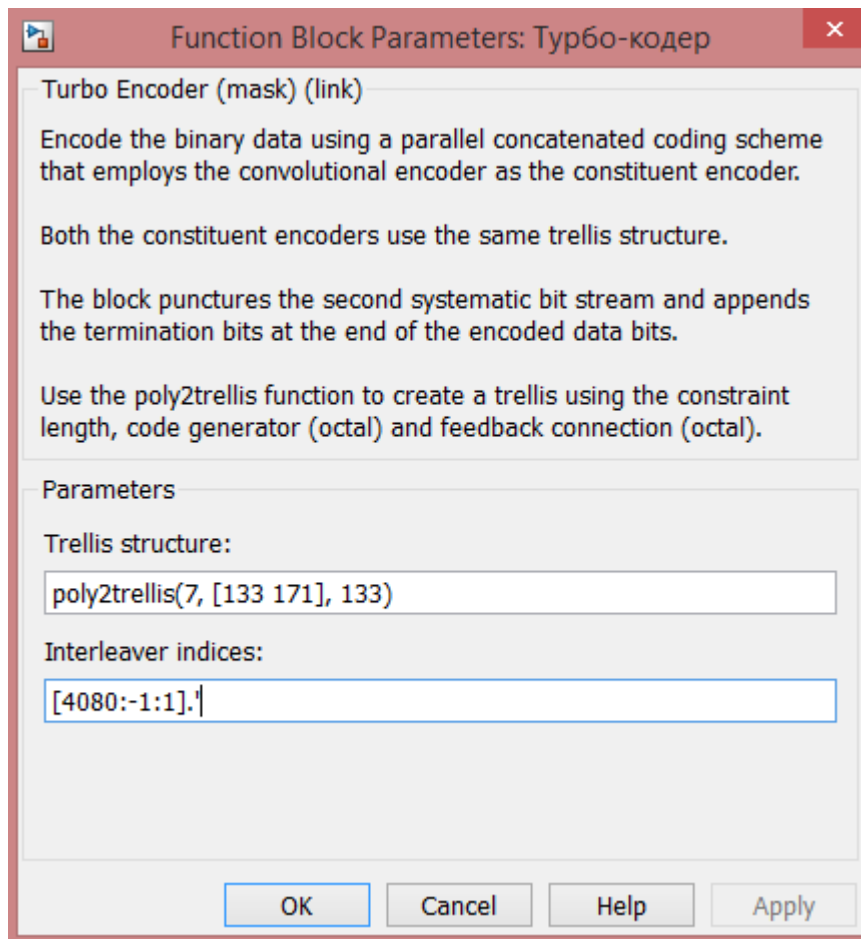 Function Block Parameters: Турбо-кодер
Turbo Encoder (mask) (link)
Encode the binary data using a parallel concatenated coding scheme
that employs the convolutional encoder as the constituent encoder.
Both the constituent encoders use the same trellis structure.
The block punctures the second systematic bit stream and appends
the termination bits at the end of the encoded data bits.
Use the poly2trellis function to create a trellis using the constraint
length, code generator (octal) and feedback connection (octal).
Parameters
Trellis structure:
poly2trellis(7, [133 171], 133)
Interleaver indices:
[4080:-1:1].'
OK Cancel Help Apply